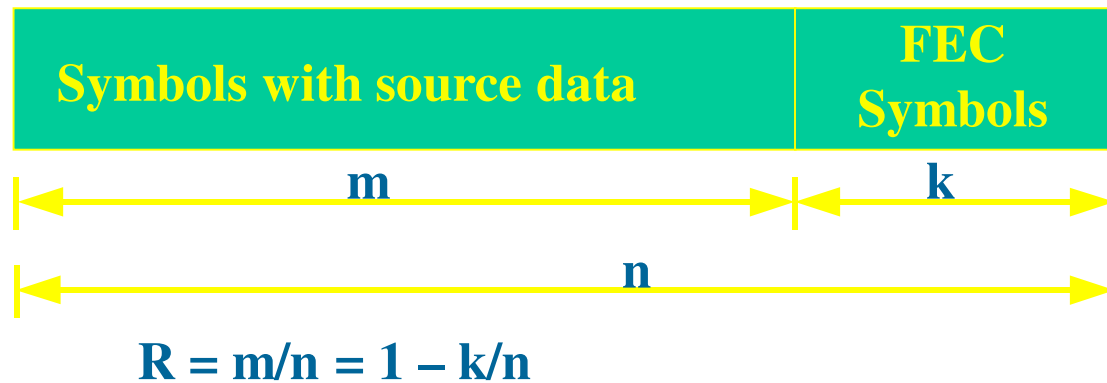 Symbols with source data
FEC
Symbols
m
k
n
R = m/n = 1 – k/n